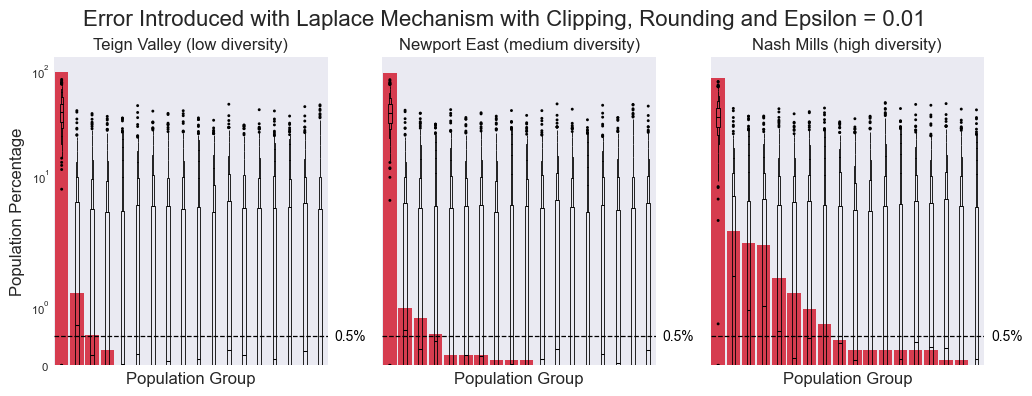 Error Introduced with Laplace Mechanism with Clipping, Rounding and Epsilon = 0.01
Teign Valley (low diversity)
Newport East (medium diversity)
Nash Mills (high diversity)
Population Percentage
10²
10¹
10⁰
0
0.5%
0.5%
0.5%
Population Group
Population Group
Population Group